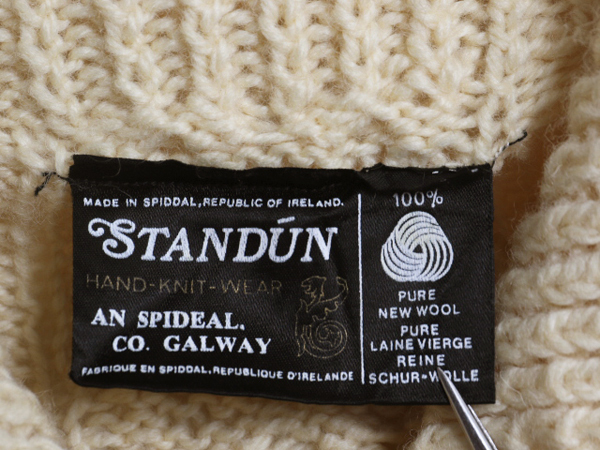 MADE IN SPIDDAL, REPUBLIC OF IRELAND.
STANDÚN
HAND-KNIT-WEAR
AN SPIDEAL.
CO. GALWAY
FABRIQUE EN SPIDDAL, REPUBLIQUE D'IRELANDE
100%
PURE
NEW WOOL
PURE
LAINE VIERGE
REINE
SCHUR-WOLLE